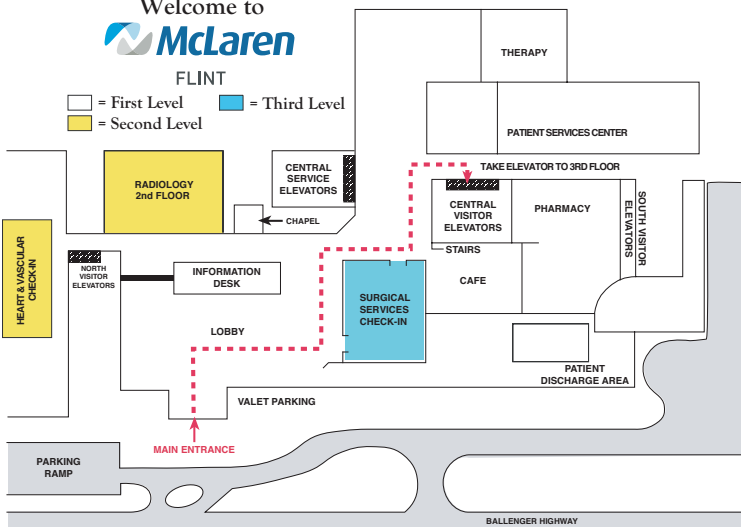 Welcome to
McLaren
FLINT
= First Level
= Third Level
= Second Level
THERAPY
PATIENT SERVICES CENTER
TAKE ELEVATOR TO 3RD FLOOR
RADIOLOGY
2nd FLOOR
CENTRAL
SERVICE
ELEVATORS
CHAPEL
CENTRAL
VISITOR
ELEVATORS
PHARMACY
SOUTH VISITOR
ELEVATORS
STAIRS
CAFE
HEART & VASCULAR
CHECK-IN
NORTH
VISITOR
ELEVATORS
INFORMATION
DESK
SURGICAL
SERVICES
CHECK-IN
LOBBY
PATIENT
DISCHARGE AREA
VALET PARKING
MAIN ENTRANCE
PARKING
RAMP
BALLENGER HIGHWAY